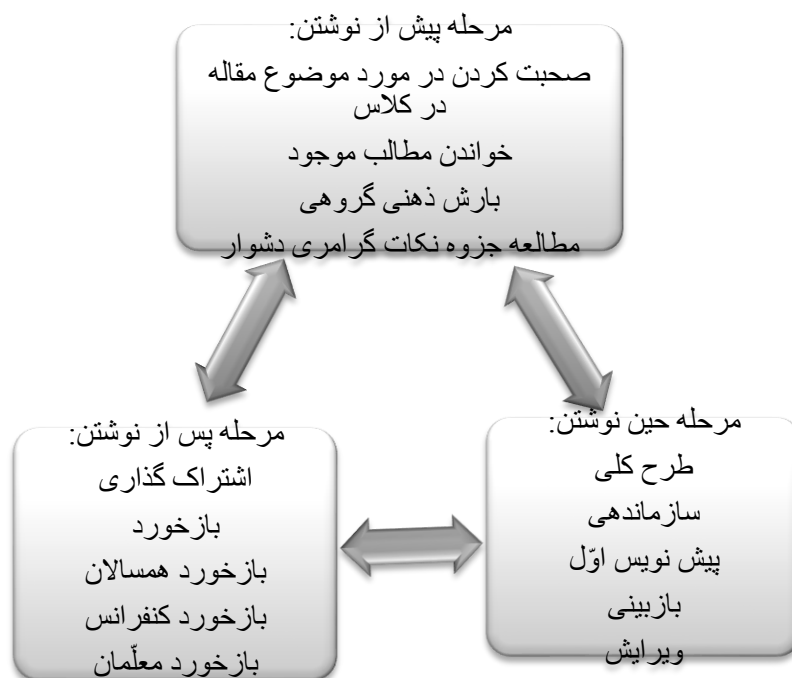 مرحله پیش از نوشتن:
صحبت کردن در مورد موضوع مقاله
در کلاس
خواندن مطالب موجود
بارش ذهنی گروهی
مطالعه جزوه نکات گرامری دشوار
مرحله حین نوشتن:
طرح کلی
سازماندهی
پیش نویس اوّل
بازبینی
ویرایش
مرحله پس از نوشتن:
اشتراک گذاری
بازخورد
بازخورد همسالان
بازخورد کنفرانس
بازخورد معلّمان